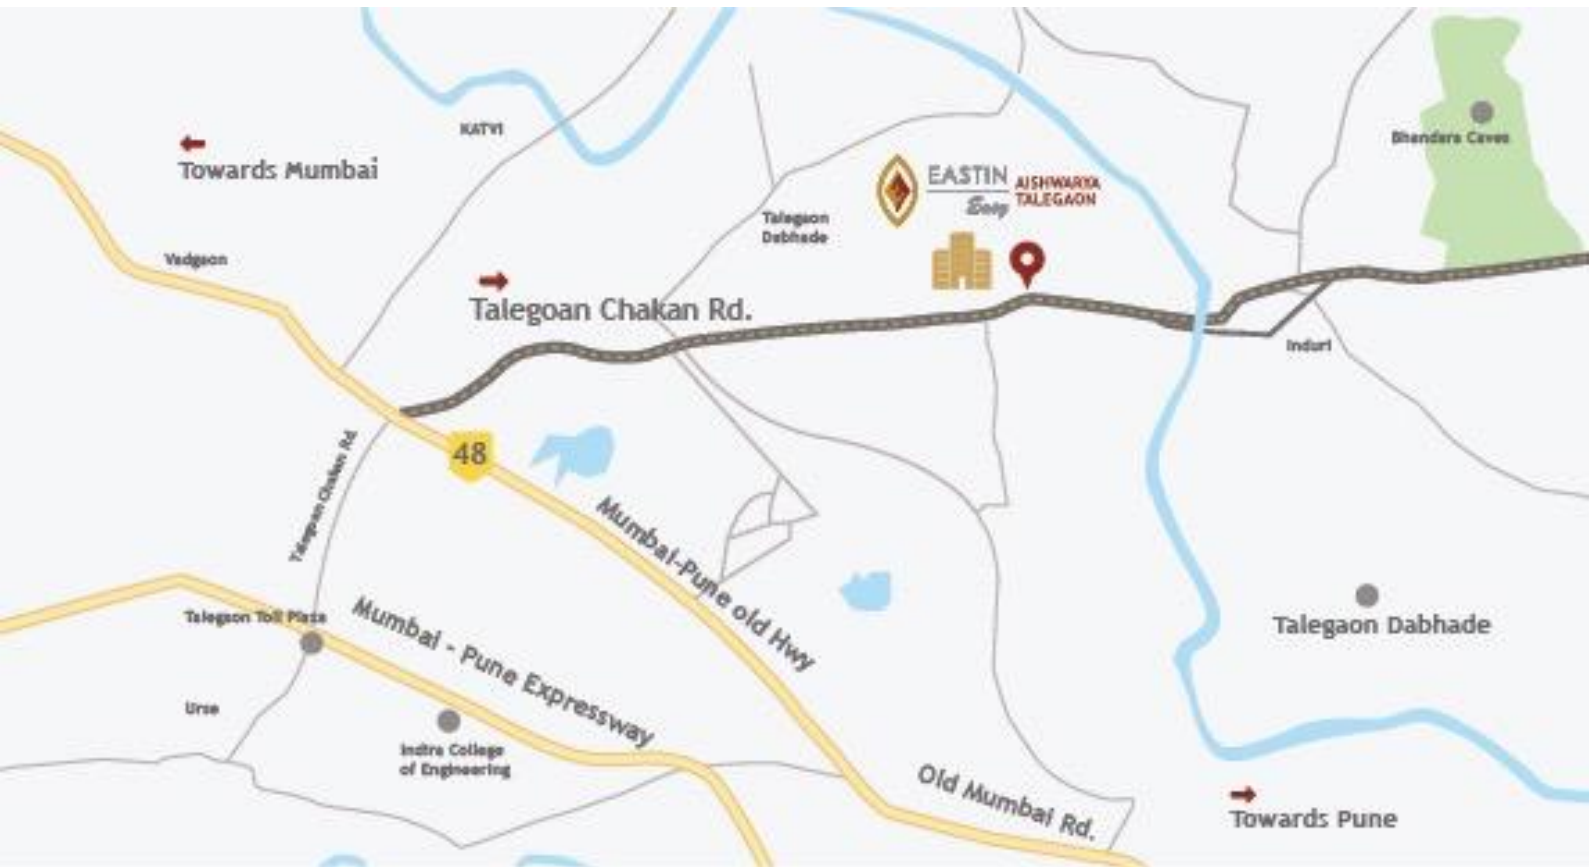 KATVI
Towards Mumbai
Bhandara Caves
EASTIN
Easy
AISHWARYA
TALEGAON
Talegaon
Dabhade
Vadgaon
Talegoan Chakan Rd.
Induri
48
Talegoan Chakan Rd.
Mumbai-Pune old Hwy
Talegaon Toll Plaza
Mumbai - Pune Expressway
Talegaon Dabhade
Urse
Indira College
of Engineering
Old Mumbai Rd.
Towards Pune